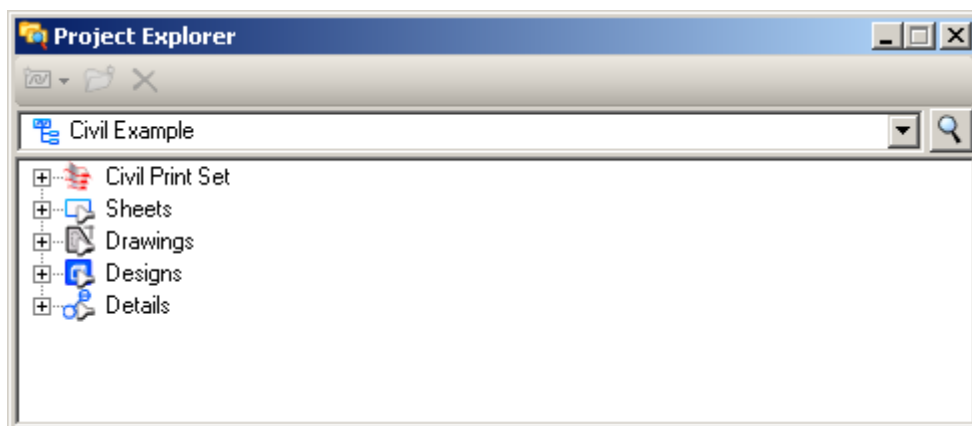 Project Explorer
Civil Example
Civil Print Set
Sheets
Drawings
Designs
Details